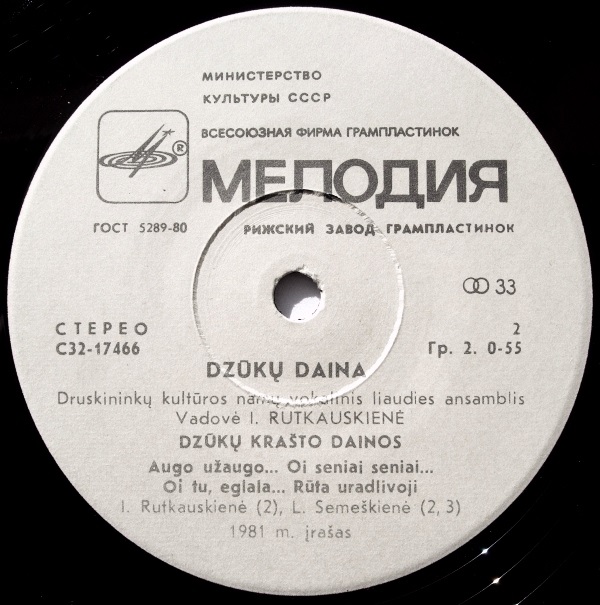 МИНИСТЕРСТВО
КУЛЬТУРЫ СССР
ВСЕСОЮЗНАЯ ФИРМА ГРАМПЛАСТИНОК
®
МЕЛОДИЯ
ГОСТ 5289-80
РИЖСКИЙ ЗАВОД ГРАМПЛАСТИНОК
33
СТЕРЕО
2
С32-17466
Гр. 2. 0-55
DZŪKŲ DAINA
Druskininkų kultūros namų vokalinis liaudies ansamblis
Vadovė I. RUTKAUSKIENĖ
DZŪKŲ KRAŠTO DAINOS
Augo užaugo... Oi seniai seniai...
Oi tu, eglala... Rūta uradlivoji
I. Rutkauskienė (2), L. Semeškienė (2, 3)
1981 m. įrašas